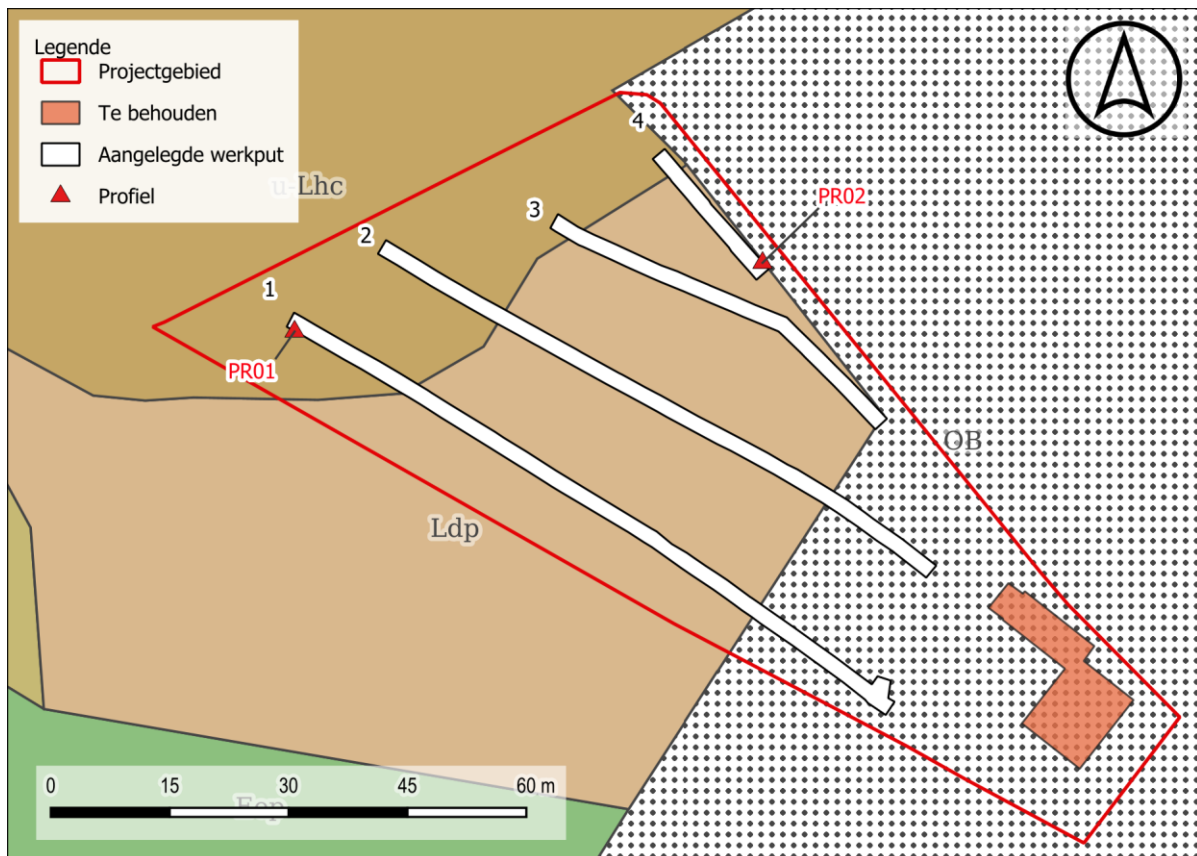 Legende
Projectgebied
Te behouden
Aangelegde werkput
Profiel
u-Lhc
4
PR02
3
2
1
PR01
OB
Ldp
0 15 30 45 60 m
Eep